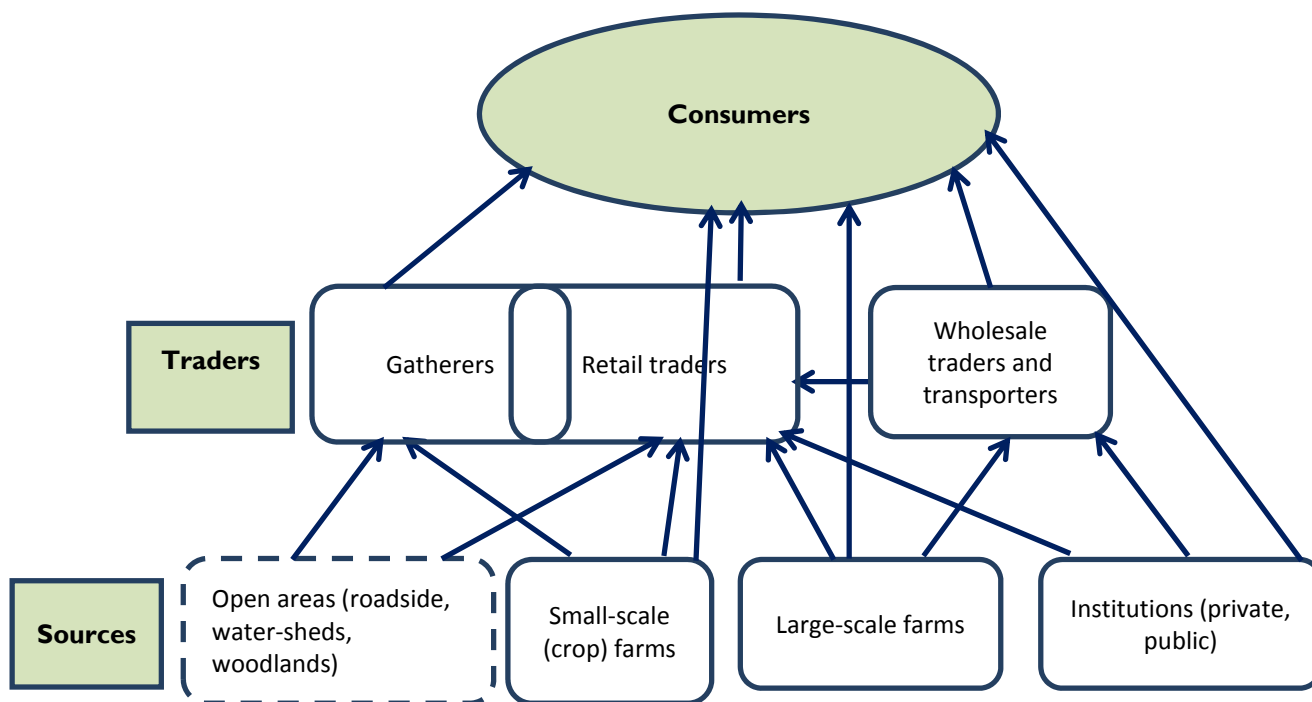 Consumers
Traders
Gatherers
Retail traders
Wholesale
traders and
transporters
Sources
Open areas (roadside,
water-sheds,
woodlands)
Small-scale
(crop) farms
Large-scale farms
Institutions (private,
public)